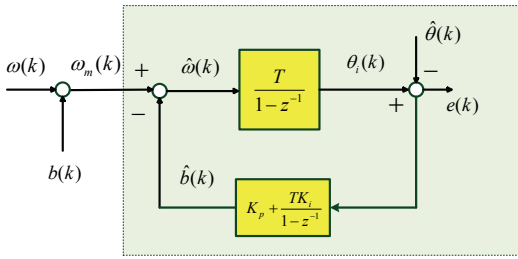 θ̂(k)
ω(k)
ω_m(k)
+
ω̂(k)
T
1 − z⁻¹
θ_i(k)
−
+
e(k)
−
b(k)
b̂(k)
K_p + TK_i
1 − z⁻¹